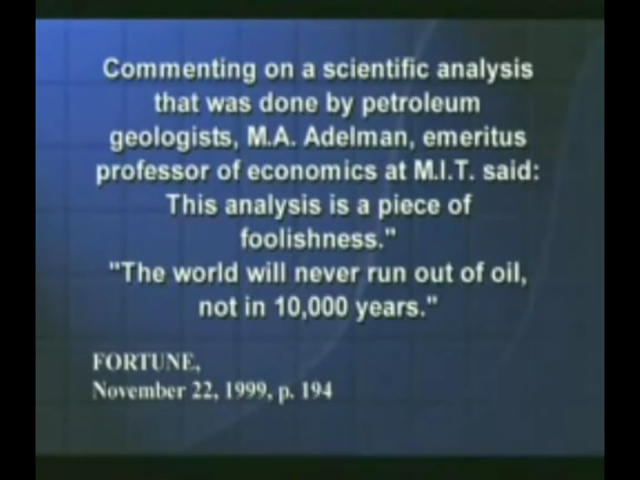 Commenting on a scientific analysis
that was done by petroleum
geologists, M.A. Adelman, emeritus
professor of economics at M.I.T. said:
This analysis is a piece of
foolishness."
"The world will never run out of oil,
not in 10,000 years."
FORTUNE,
November 22, 1999, p. 194